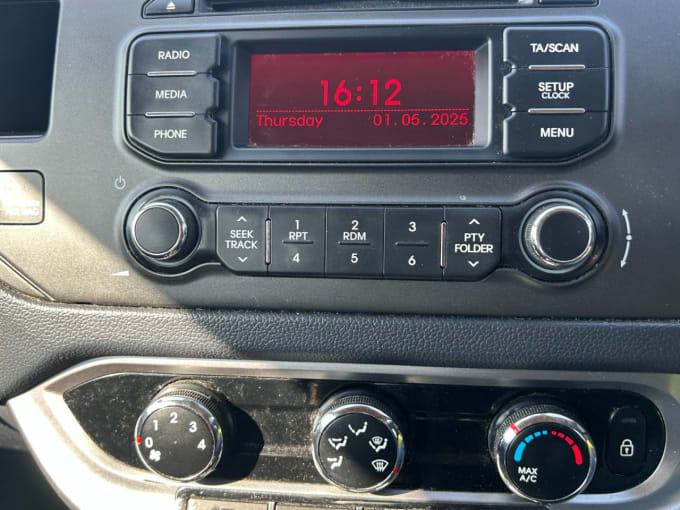 RADIO
MEDIA
PHONE
16:12
Thursday 01.05.2025
TA/SCAN
SETUP
CLOCK
MENU
SEEK
TRACK
1
RPT
4
2
RDM
5
3
6
PTY
FOLDER
0 1 2 3 4
MAX
A/C